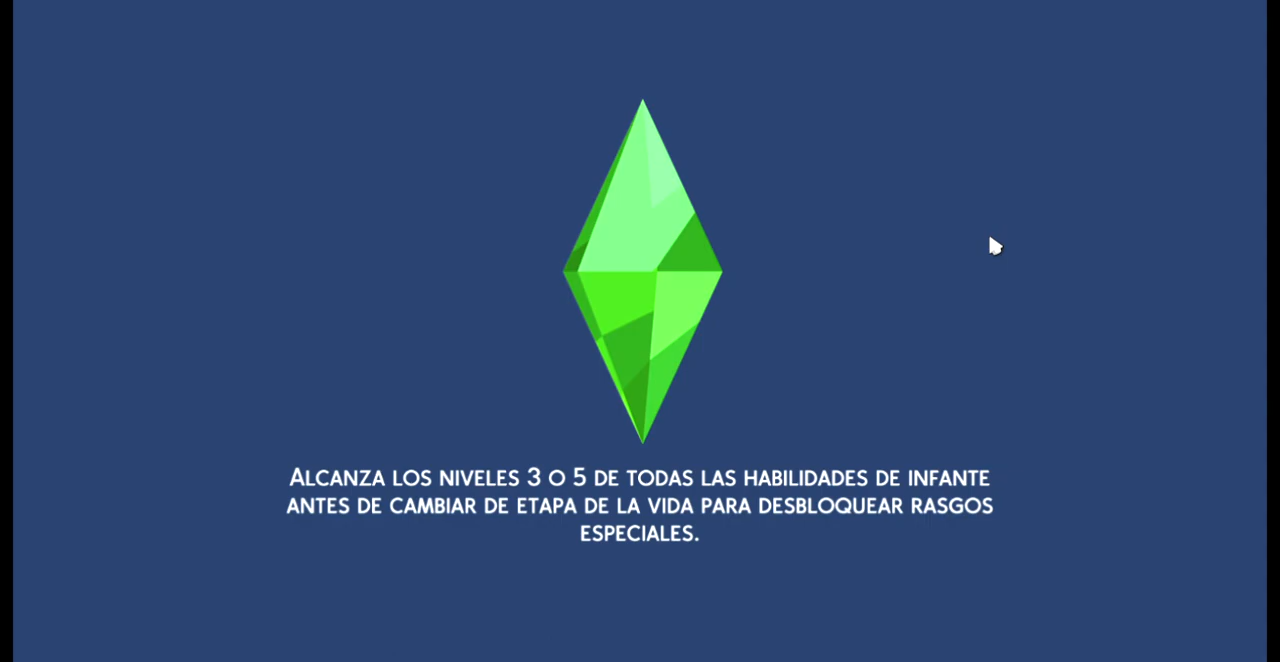 Alcanza los niveles 3 o 5 de todas las habilidades de infante
antes de cambiar de etapa de la vida para desbloquear rasgos
especiales.